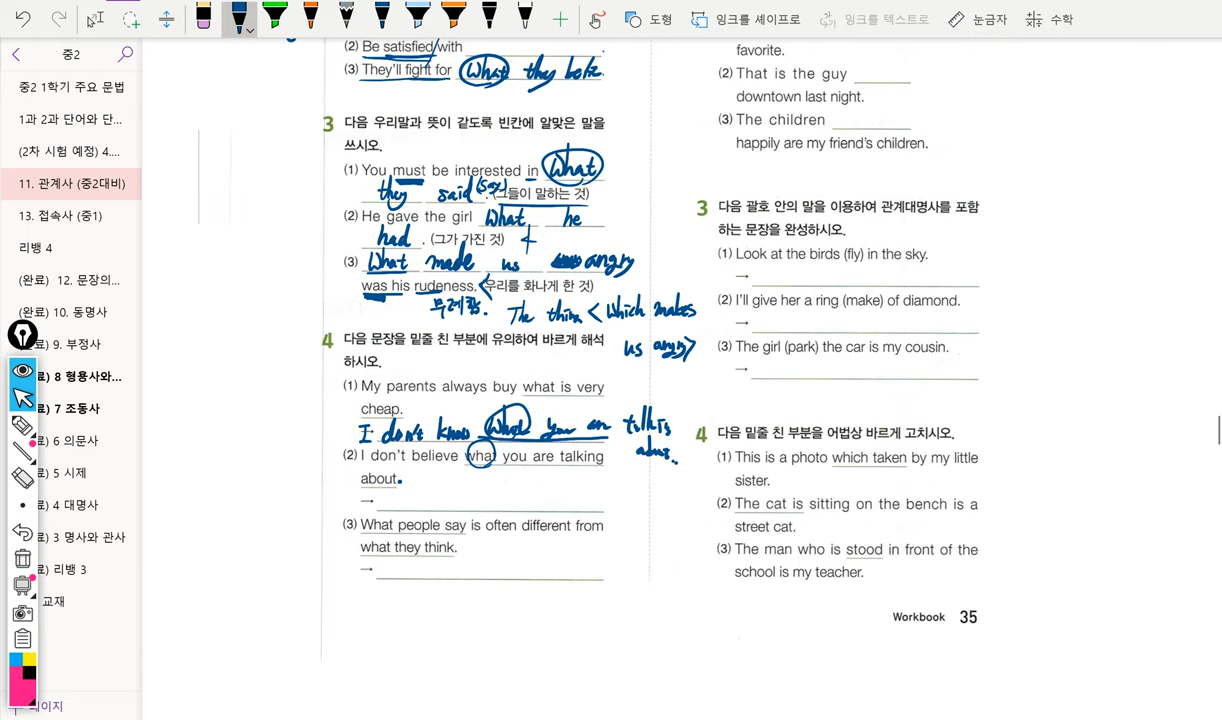 도형
잉크를 셰이프로
잉크를 텍스트로
눈금자
수학
중2
중2 1학기 주요 문법
1과 2과 단어와 단...
(2차 시험 예정) 4....
11. 관계사 (중2대비)
13. 접속사 (중1)
리뱅 4
(완료) 12. 문장의...
(완료) 10. 동명사
료) 9. 부정사
료) 8 형용사와...
료) 7 조동사
료) 6 의문사
료) 5 시제
료) 4 대명사
료) 3 명사와 관사
료) 리뱅 3
교재
페이지
(2) Be satisfied with .
(3) They'll fight for What they .
3 다음 우리말과 뜻이 같도록 빈칸에 알맞은 말을
쓰시오.
(1) You must be interested in What
they said (say). (그들이 말하는 것)
(2) He gave the girl What he
had . (그가 가진 것)
(3) What made us angry
was his rudeness. (우리를 화나게 한 것)
무례함. The thing < which makes
us angry >
4 다음 문장을 밑줄 친 부분에 유의하여 바르게 해석
하시오.
(1) My parents always buy what is very
cheap.
I don't know what you are talking
about..
(2) I don't believe what you are talking
about.
→
(3) What people say is often different from
what they think.
→
favorite.
(2) That is the guy
downtown last night.
(3) The children
happily are my friend's children.
3 다음 괄호 안의 말을 이용하여 관계대명사를 포함
하는 문장을 완성하시오.
(1) Look at the birds (fly) in the sky.
→
(2) I'll give her a ring (make) of diamond.
→
(3) The girl (park) the car is my cousin.
→
4 다음 밑줄 친 부분을 어법상 바르게 고치시오.
(1) This is a photo which taken by my little
sister.
(2) The cat is sitting on the bench is a
street cat.
(3) The man who is stood in front of the
school is my teacher.
Workbook 35